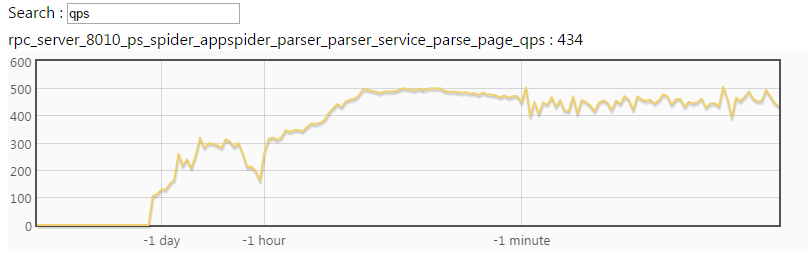 Search : qps
rpc_server_8010_ps_spider_appspider_parser_parser_service_parse_page_qps : 434
600
500
400
300
200
100
0
-1 day -1 hour -1 minute